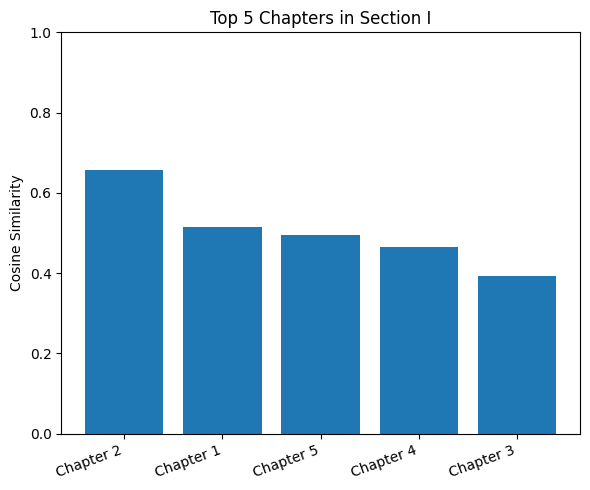 Top 5 Chapters in Section I
Cosine Similarity
1.0
0.8
0.6
0.4
0.2
0.0
Chapter 2
Chapter 1
Chapter 5
Chapter 4
Chapter 3